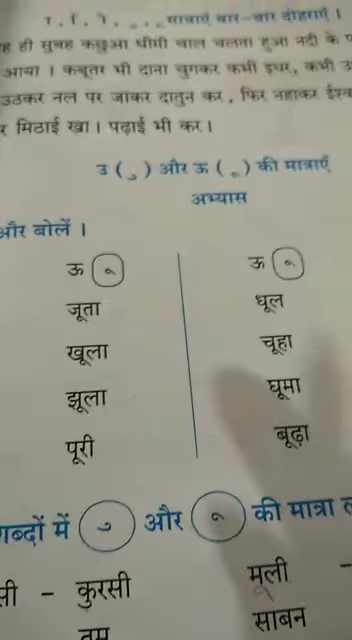 मात्राएँ बार-बार दोहराएँ ।
ही सुबह कछुआ धीमी चाल चलता हुआ नदी के
आया । कबूतर भी दाना चुगकर कभी इधर, कभी
उठकर नल पर जाकर दातुन कर, फिर नहाकर
मिठाई खा । पढ़ाई भी कर ।
उ ( ु ) और ऊ ( ू ) की मात्राएँ
अभ्यास
और बोलें ।
ऊ ू ऊ ू
जूता धूल
खूला चूहा
झूला घूमा
पूरी बूढ़ा
शब्दों में ु और ू की मात्रा
सी - कुरसी मूली -
तुम साबन